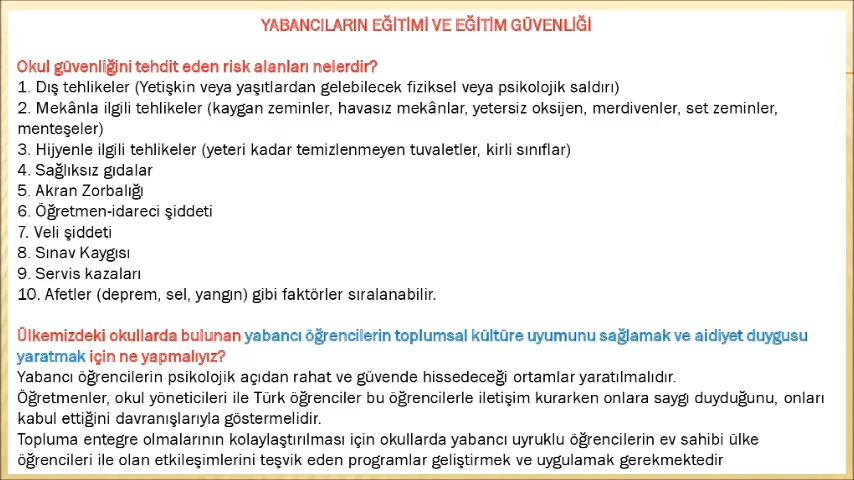 YABANCILARIN EĞİTİMİ VE EĞİTİM GÜVENLİĞİ
Okul güvenliğini tehdit eden risk alanları nelerdir?
1. Dış tehlikeler (Yetişkin veya yaşıtlardan gelebilecek fiziksel veya psikolojik saldırı)
2. Mekânla ilgili tehlikeler (kaygan zeminler, havasız mekânlar, yetersiz oksijen, merdivenler, set zeminler,
menteşeler)
3. Hijyenle ilgili tehlikeler (yeteri kadar temizlenmeyen tuvaletler, kirli sınıflar)
4. Sağlıksız gıdalar
5. Akran Zorbalığı
6. Öğretmen-idareci şiddeti
7. Veli şiddeti
8. Sınav Kaygısı
9. Servis kazaları
10. Afetler (deprem, sel, yangın) gibi faktörler sıralanabilir.
Ülkemizdeki okullarda bulunan yabancı öğrencilerin toplumsal kültüre uyumunu sağlamak ve aidiyet duygusu
yaratmak için ne yapmalıyız?
Yabancı öğrencilerin psikolojik açıdan rahat ve güvende hissedeceği ortamlar yaratılmalıdır.
Öğretmenler, okul yöneticileri ile Türk öğrenciler bu öğrencilerle iletişim kurarken onlara saygı duyduğunu, onları
kabul ettiğini davranışlarıyla göstermelidir.
Topluma entegre olmalarının kolaylaştırılması için okullarda yabancı uyruklu öğrencilerin ev sahibi ülke
öğrencileri ile olan etkileşimlerini teşvik eden programlar geliştirmek ve uygulamak gerekmektedir